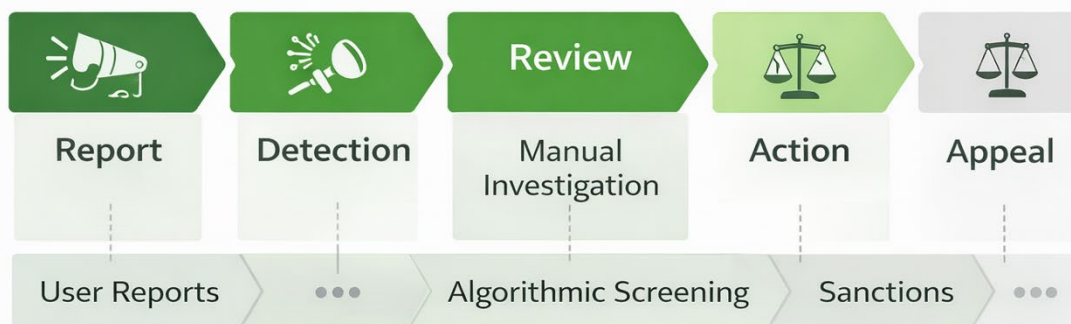 Review
Report
Detection
Manual
Investigation
Action
Appeal
User Reports
•••
Algorithmic Screening
Sanctions
•••